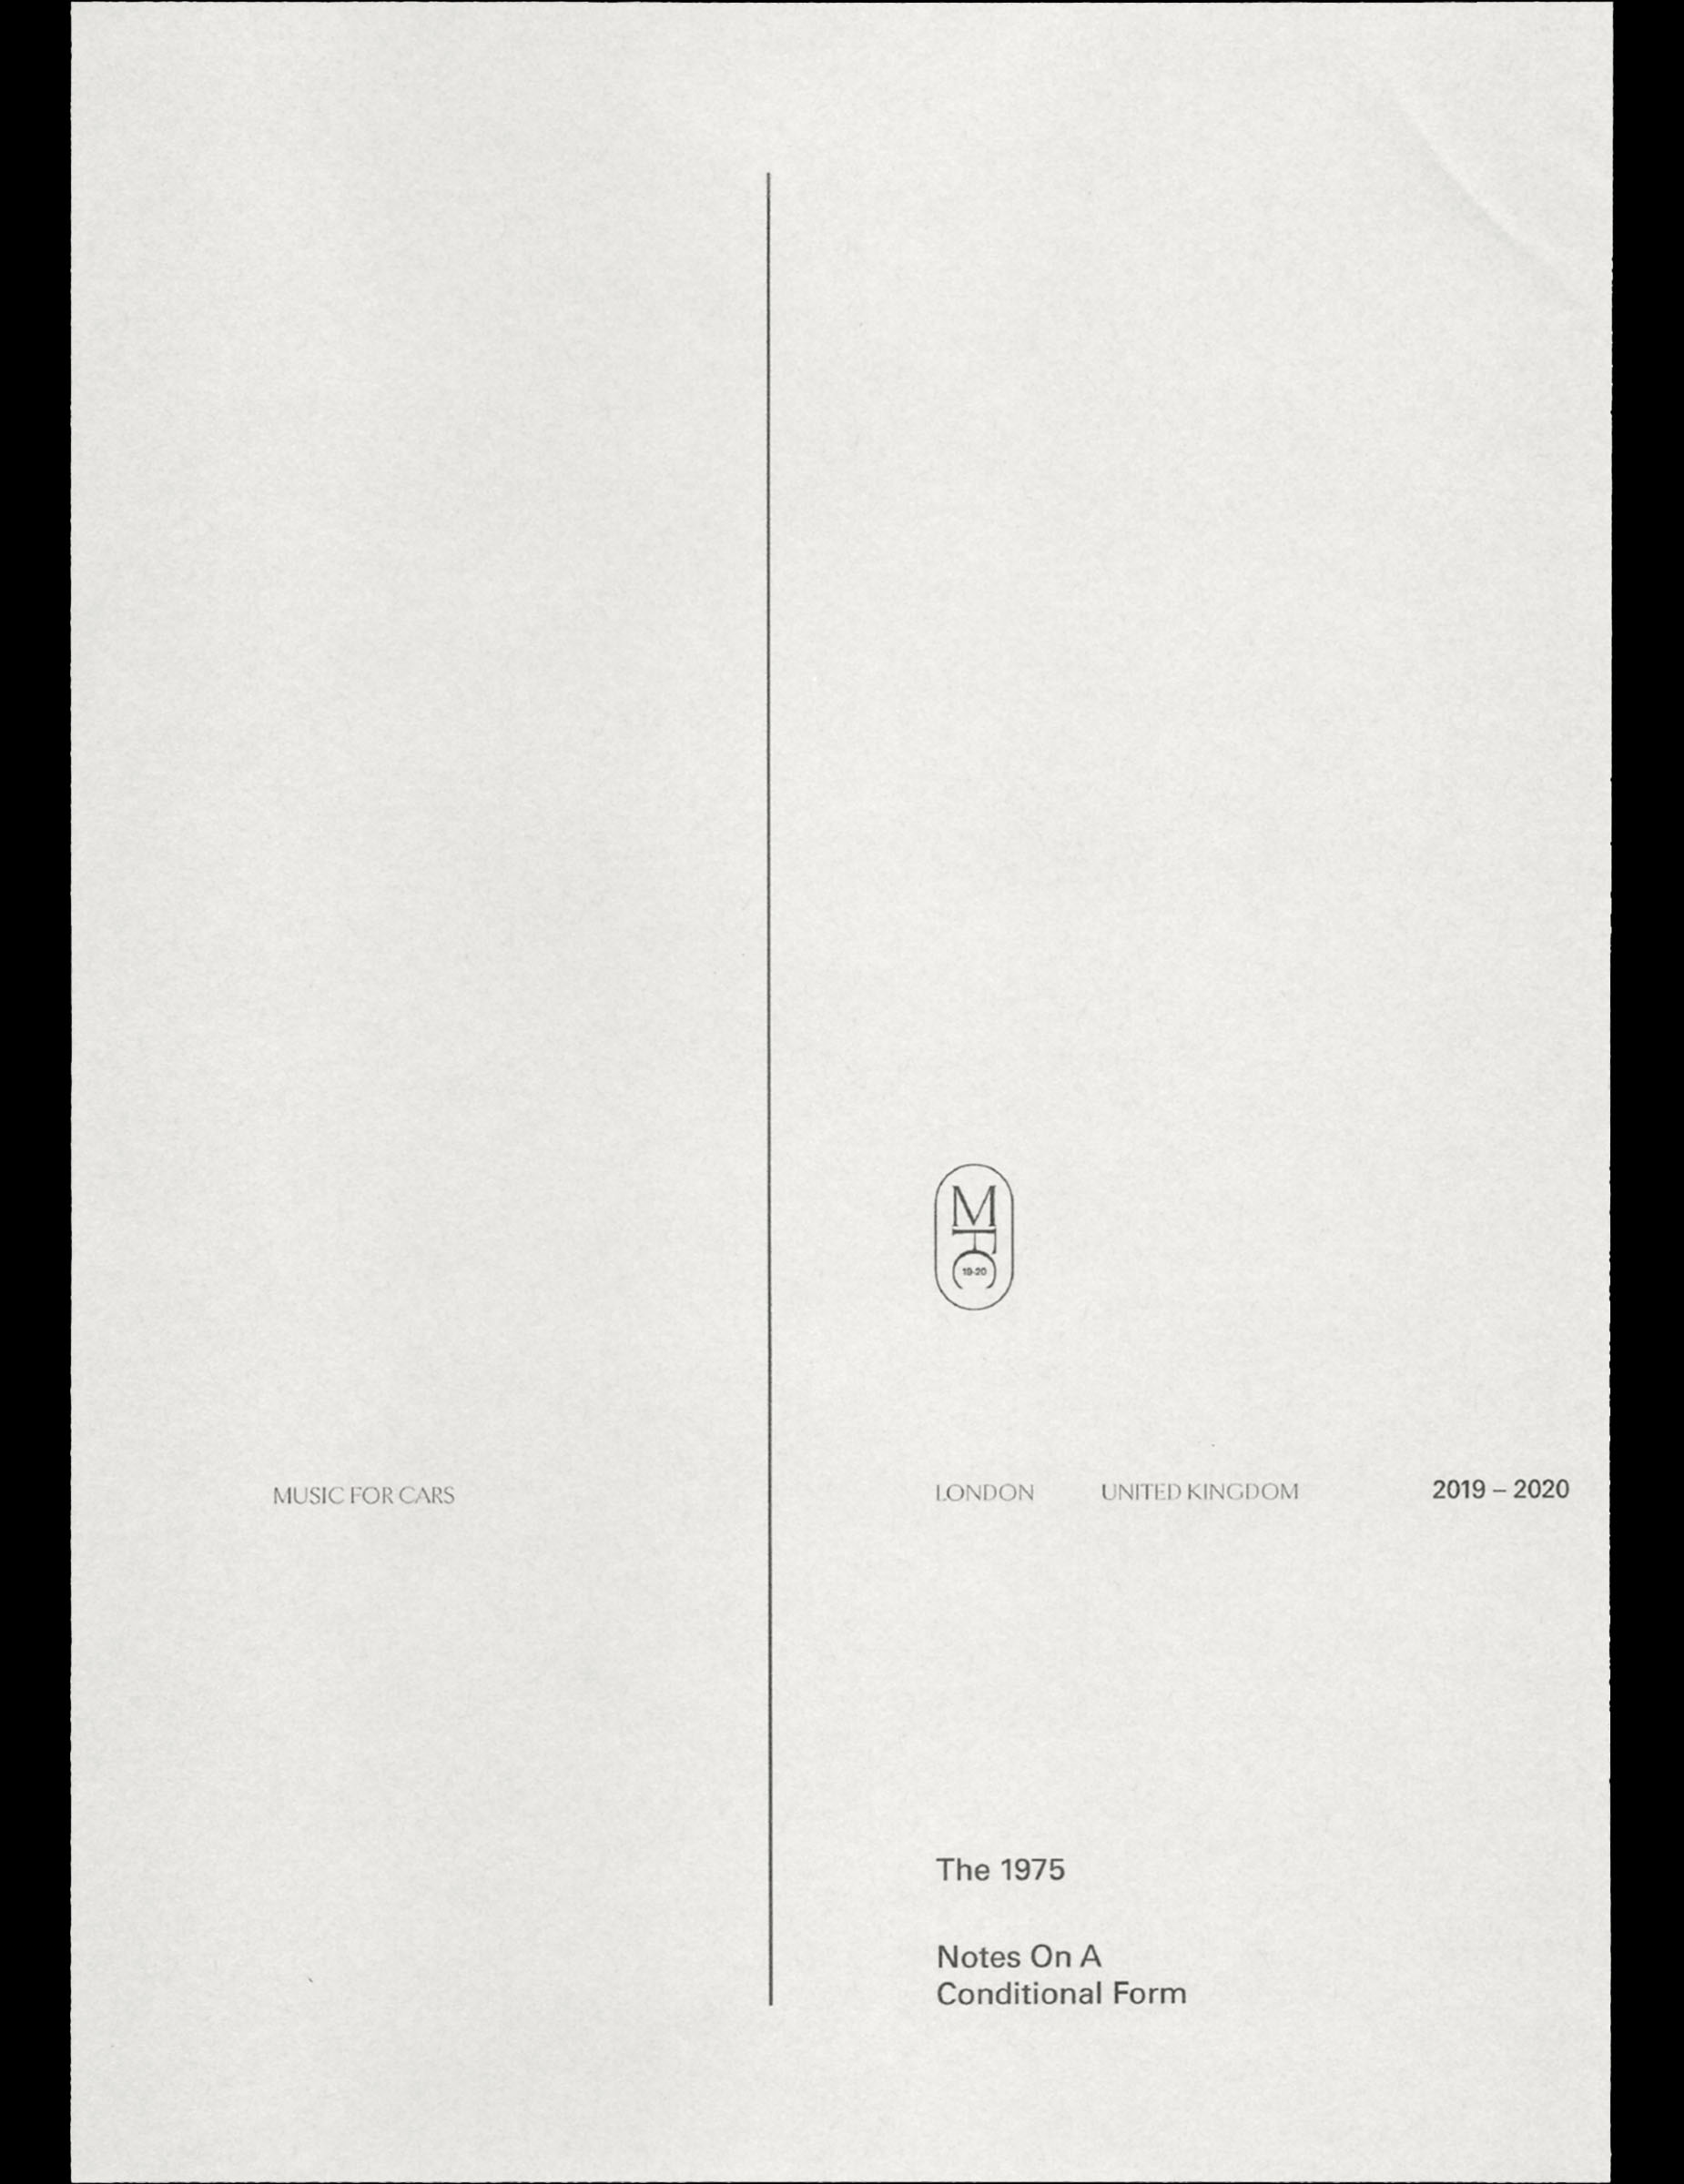 M
F
C
19-20
MUSIC FOR CARS
LONDON UNITED KINGDOM 2019 – 2020
The 1975
Notes On A
Conditional Form